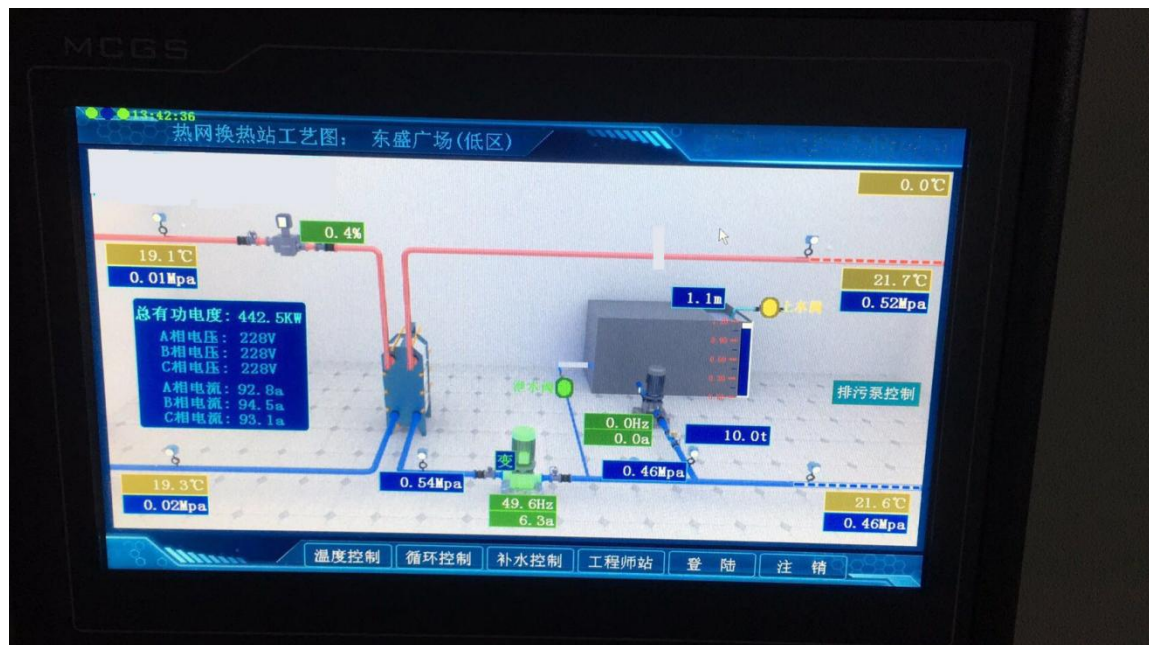 MCGS
13:42:36
热网换热站工艺图: 东盛广场(低区)
0.0℃
0.4%
19.1℃
0.01Mpa
21.7℃
0.52Mpa
1.1m
上水阀
总有功电度: 442.5KW
A相电压: 228V
B相电压: 228V
C相电压: 228V
A相电流: 92.8a
B相电流: 94.5a
C相电流: 93.1a
泄水阀
排污泵控制
0.0Hz
0.0a
10.0t
变
0.46Mpa
19.3℃
0.02Mpa
0.54Mpa
49.6Hz
6.3a
21.6℃
0.46Mpa
温度控制 循环控制 补水控制 工程师站 登 陆 注 销